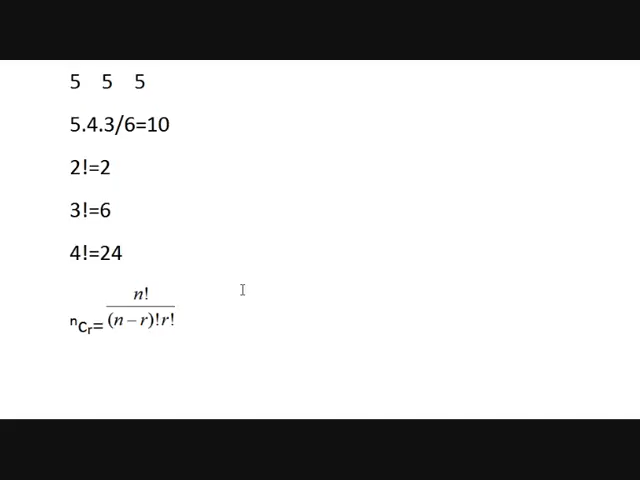 5 5 5
5.4.3/6=10
2!=2
3!=6
4!=24
ⁿCᵣ= n!/(n−r)!r!